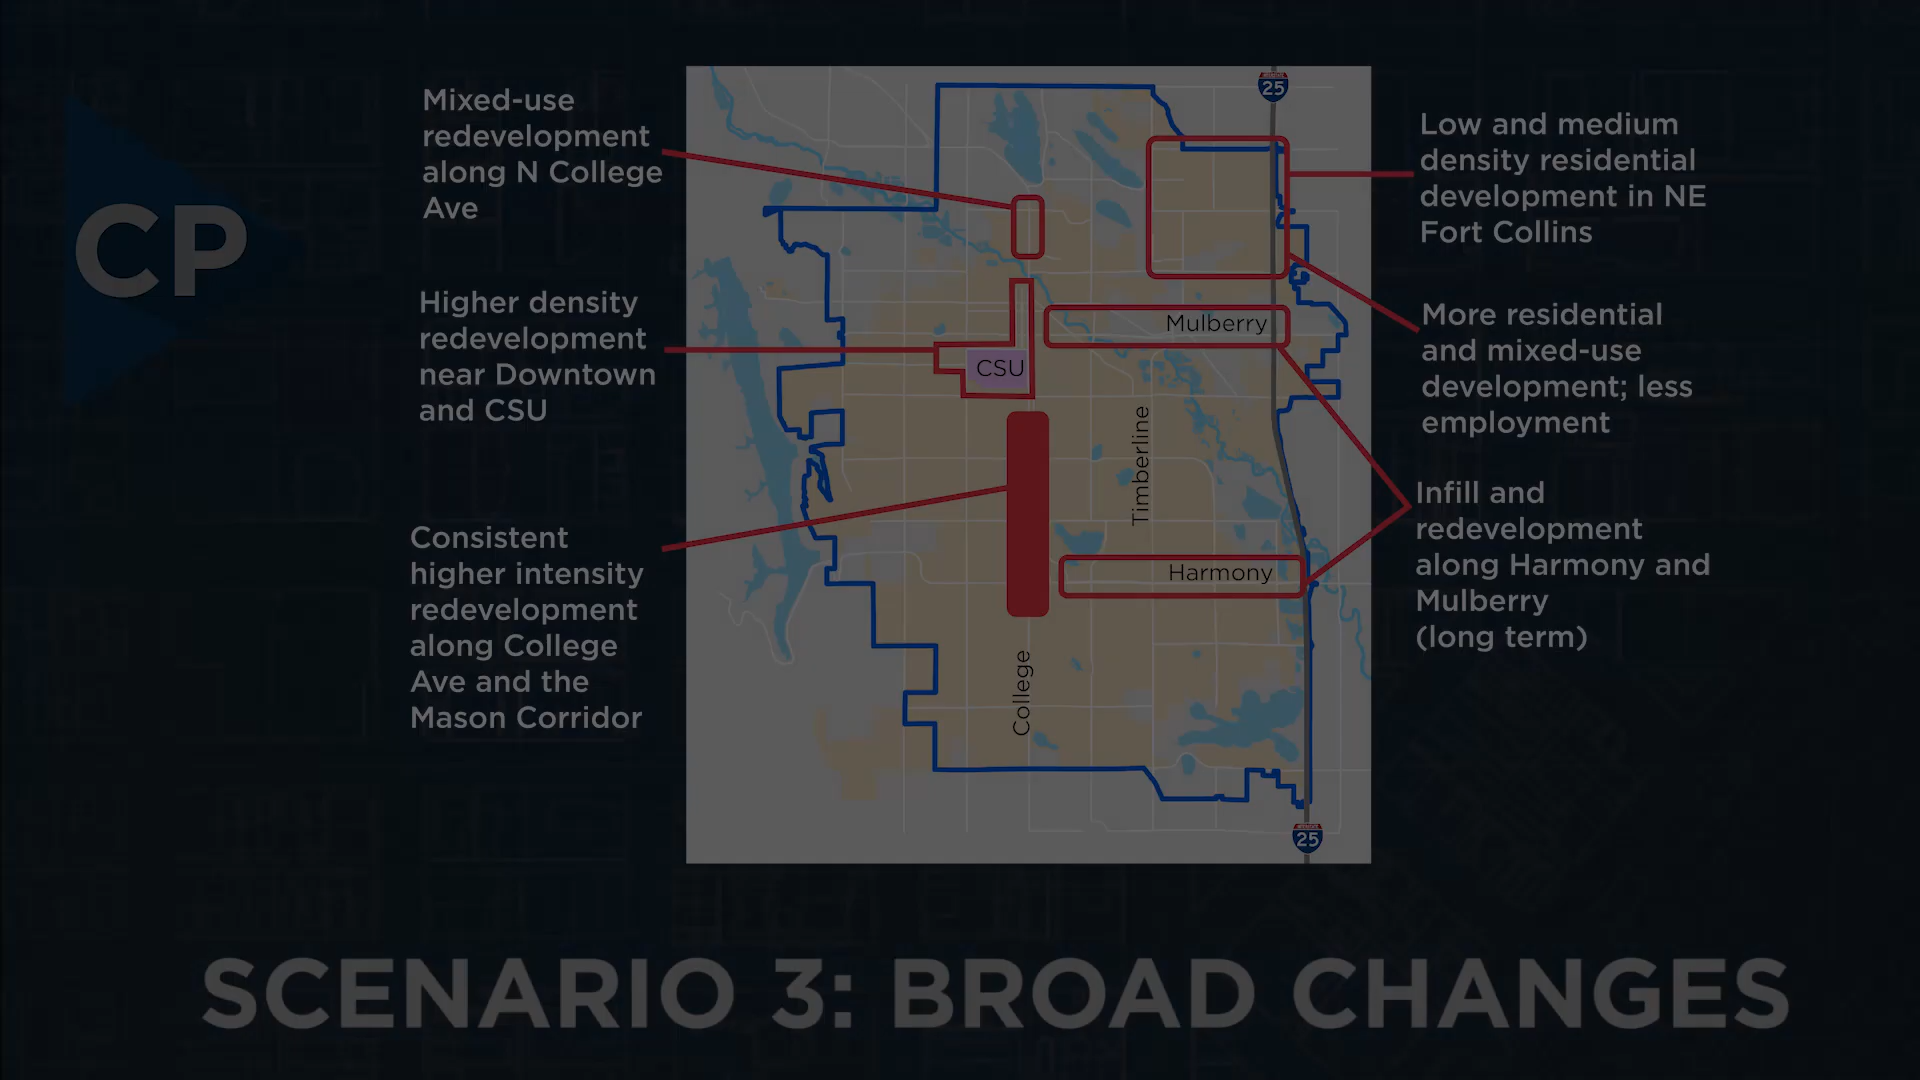 CP
Mixed-use
redevelopment
along N College
Ave
Higher density
redevelopment
near Downtown
and CSU
Consistent
higher intensity
redevelopment
along College
Ave and the
Mason Corridor
25
Mulberry
CSU
Timberline
Harmony
College
25
Low and medium
density residential
development in NE
Fort Collins
More residential
and mixed-use
development; less
employment
Infill and
redevelopment
along Harmony and
Mulberry
(long term)
SCENARIO 3: BROAD CHANGES